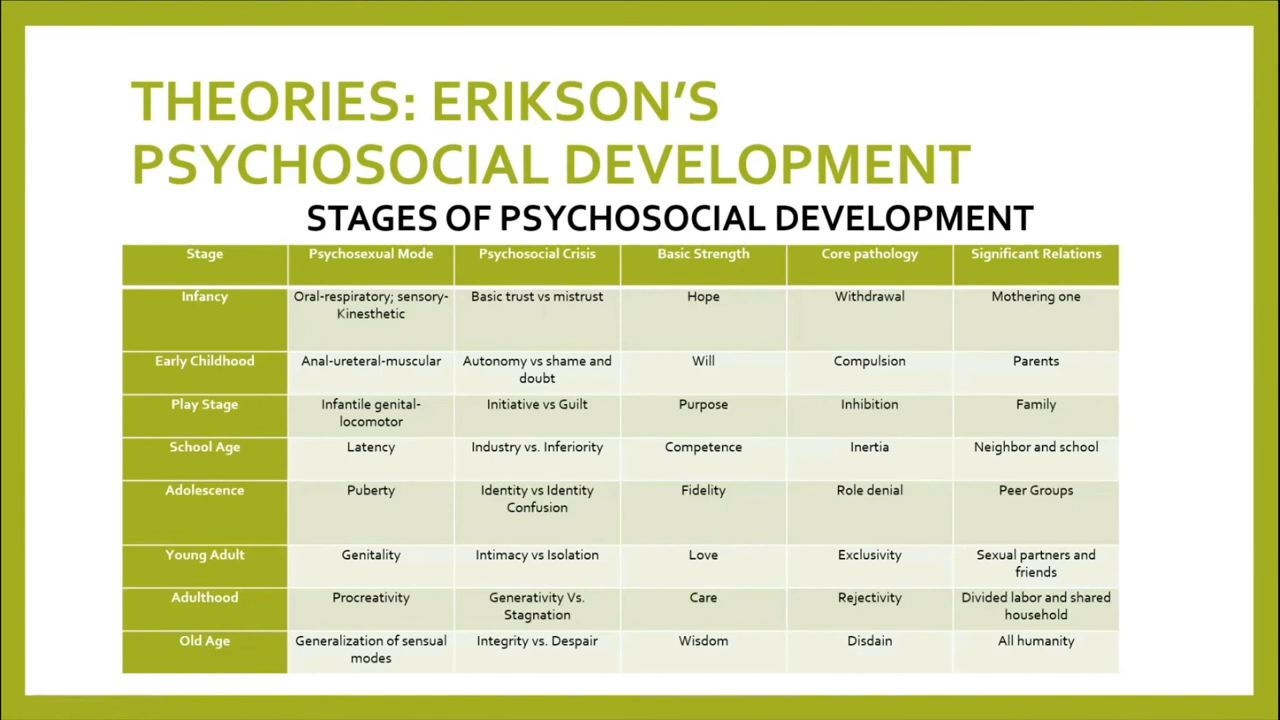 THEORIES: ERIKSON'S
PSYCHOSOCIAL DEVELOPMENT
STAGES OF PSYCHOSOCIAL DEVELOPMENT
Stage Psychosexual Mode Psychosocial Crisis Basic Strength Core pathology Significant Relations
Infancy Oral-respiratory; sensory- Basic trust vs mistrust Hope Withdrawal Mothering one
Kinesthetic
Early Childhood Anal-ureteral-muscular Autonomy vs shame and Will Compulsion Parents
doubt
Play Stage Infantile genital- Initiative vs Guilt Purpose Inhibition Family
locomotor
School Age Latency Industry vs. Inferiority Competence Inertia Neighbor and school
Adolescence Puberty Identity vs Identity Fidelity Role denial Peer Groups
Confusion
Young Adult Genitality Intimacy vs Isolation Love Exclusivity Sexual partners and
friends
Adulthood Procreativity Generativity Vs. Care Rejectivity Divided labor and shared
Stagnation household
Old Age Generalization of sensual Integrity vs. Despair Wisdom Disdain All humanity
modes